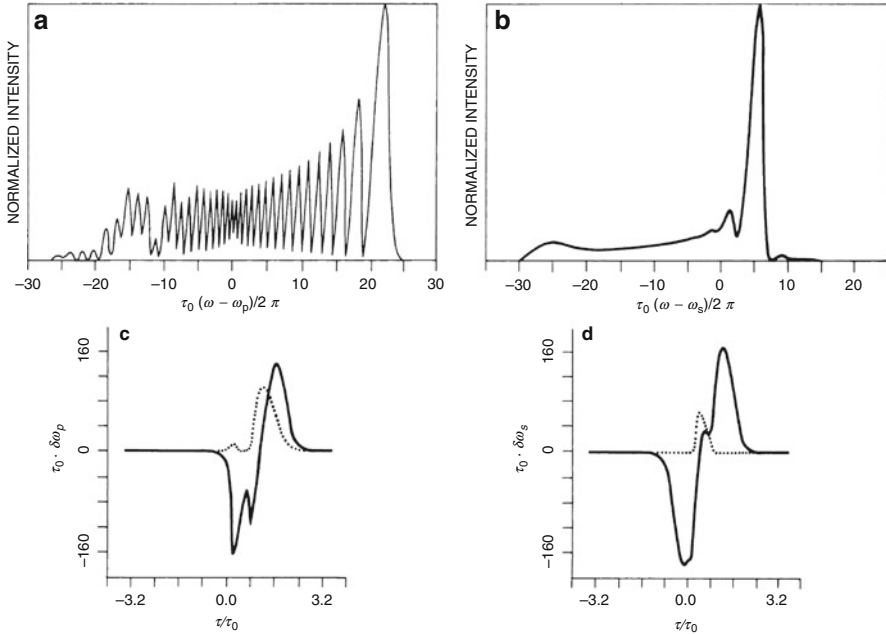 a
NORMALIZED INTENSITY
−30 −20 −10 0 10 20 30
τ₀ (ω − ωₚ)/2 π
b
NORMALIZED INTENSITY
−30 −20 −10 0 10 20
τ₀ (ω − ωₛ)/2 π
c
160
0
−160
τ₀ · δωₚ
−3.2 0.0 3.2
τ/τ₀
d
160
0
−160
τ₀ · δωₛ
−3.2 0.0 3.2
τ/τ₀